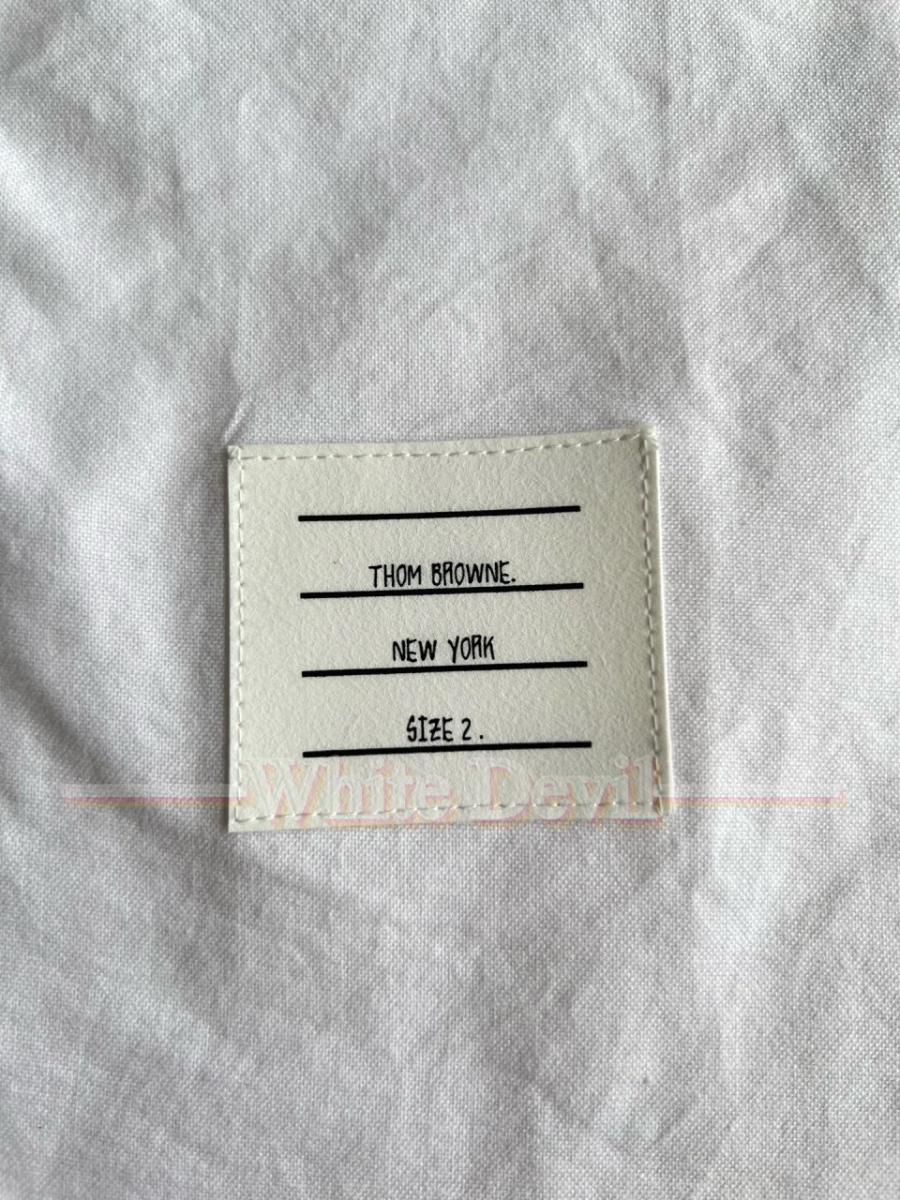 THOM BROWNE.
NEW YORK
SIZE 2.
White Devil